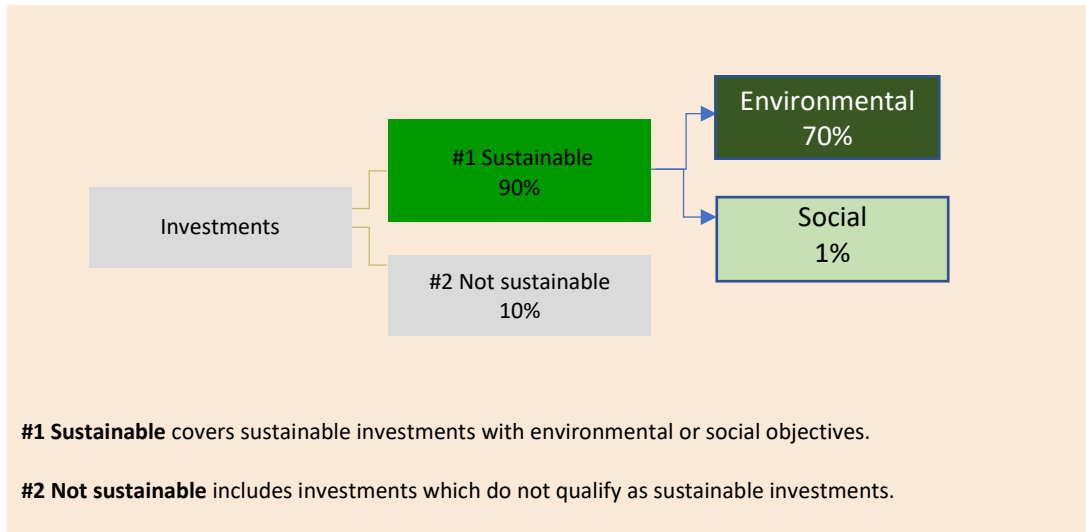 Environmental
70%
#1 Sustainable
90%
Investments
Social
1%
#2 Not sustainable
10%
#1 Sustainable covers sustainable investments with environmental or social objectives.
#2 Not sustainable includes investments which do not qualify as sustainable investments.